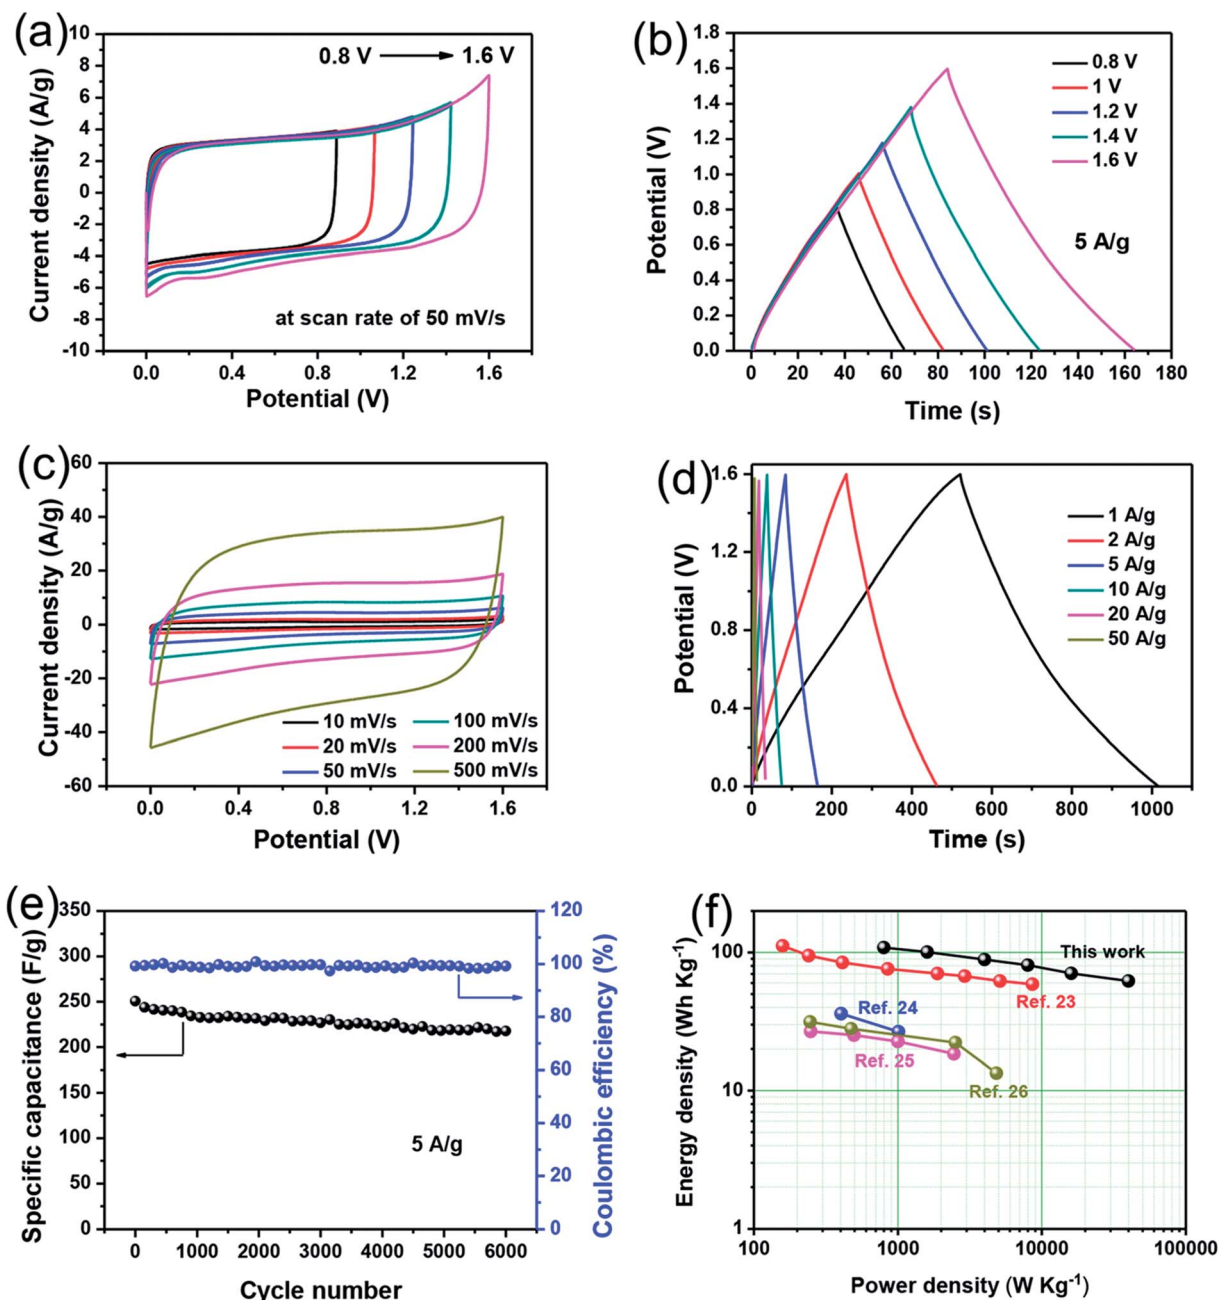 (a)
10
8
6
4
2
0
-2
-4
-6
-8
-10
Current density (A/g)
0.8 V 1.6 V
at scan rate of 50 mV/s
0.0 0.4 0.8 1.2 1.6
Potential (V)
(b)
1.8
1.6
1.4
1.2
1.0
0.8
0.6
0.4
0.2
0.0
Potential (V)
0.8 V
1 V
1.2 V
1.4 V
1.6 V
5 A/g
0 20 40 60 80 100 120 140 160 180
Time (s)
(c)
60
40
20
0
-20
-40
-60
Current density (A/g)
10 mV/s 100 mV/s
20 mV/s 200 mV/s
50 mV/s 500 mV/s
0.0 0.4 0.8 1.2 1.6
Potential (V)
(d)
1.6
1.2
0.8
0.4
0.0
Potential (V)
1 A/g
2 A/g
5 A/g
10 A/g
20 A/g
50 A/g
0 200 400 600 800 1000
Time (s)
(e)
350
300
250
200
150
100
50
0
Specific capacitance (F/g)
120
100
80
60
40
20
0
Coulombic efficiency (%)
5 A/g
0 1000 2000 3000 4000 5000 6000
Cycle number
(f)
100
10
1
Energy density (Wh Kg-1)
This work
Ref. 23
Ref. 24
Ref. 25
Ref. 26
100 1000 10000 100000
Power density (W Kg-1)